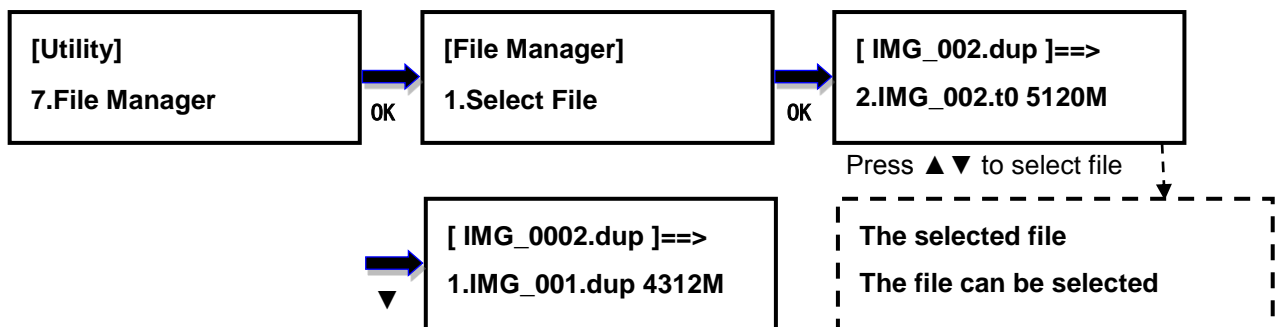 [Utility]
7.File Manager
OK
[File Manager]
1.Select File
OK
[ IMG_002.dup ]==>
2.IMG_002.t0 5120M
Press ▲▼ to select file
▼
[ IMG_0002.dup ]==>
1.IMG_001.dup 4312M
The selected file
The file can be selected